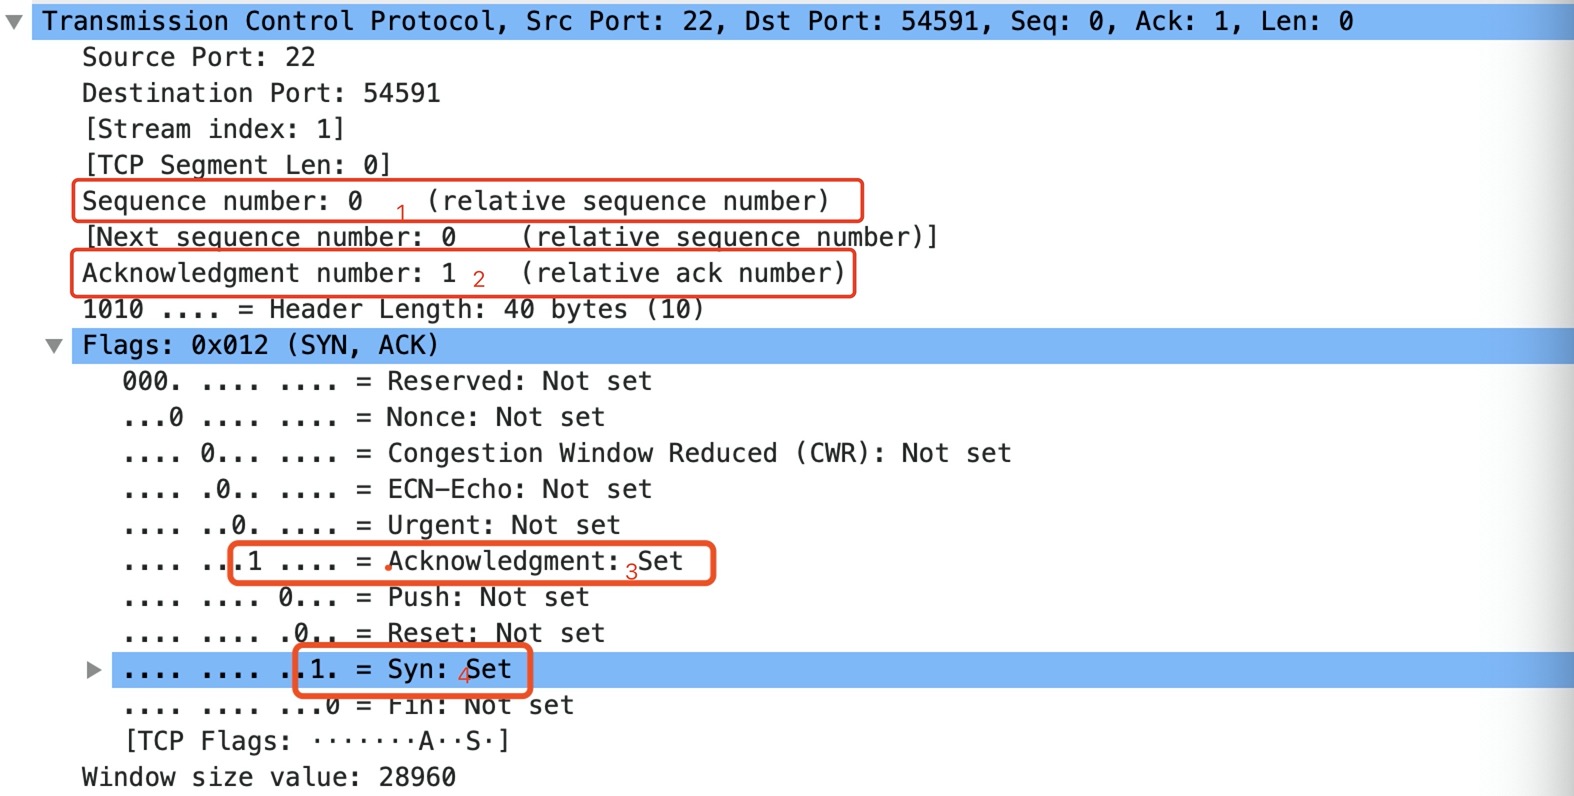 Transmission Control Protocol, Src Port: 22, Dst Port: 54591, Seq: 0, Ack: 1, Len: 0
Source Port: 22
Destination Port: 54591
[Stream index: 1]
[TCP Segment Len: 0]
Sequence number: 0 1 (relative sequence number)
[Next sequence number: 0 (relative sequence number)]
Acknowledgment number: 1 2 (relative ack number)
1010 .... = Header Length: 40 bytes (10)
Flags: 0x012 (SYN, ACK)
000. .... .... = Reserved: Not set
...0 .... .... = Nonce: Not set
.... 0... .... = Congestion Window Reduced (CWR): Not set
.... .0.. .... = ECN-Echo: Not set
.... ..0. .... = Urgent: Not set
.... ...1 .... = Acknowledgment: 3 Set
.... .... 0... = Push: Not set
.... .... .0.. = Reset: Not set
.... .... ..1. = Syn: 4 Set
.... .... ...0 = Fin: Not set
[TCP Flags: ·······A··S·]
Window size value: 28960